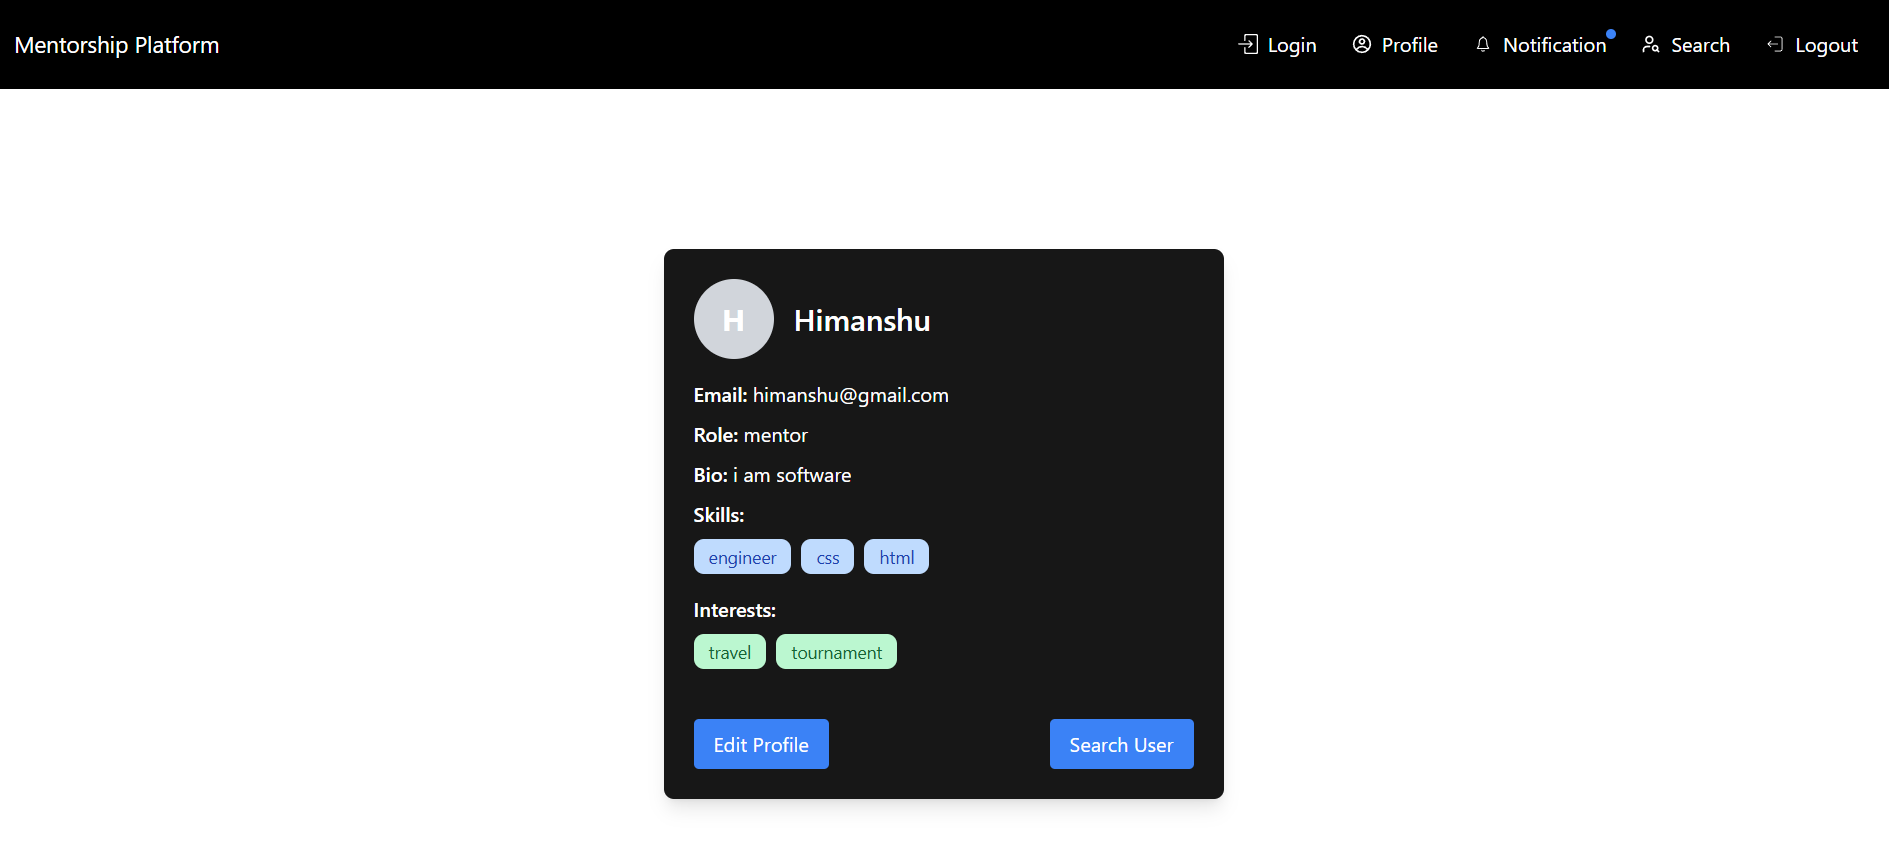 Mentorship Platform Login Profile Notification Search Logout
H Himanshu
Email: himanshu@gmail.com
Role: mentor
Bio: i am software
Skills:
engineer css html
Interests:
travel tournament
Edit Profile Search User